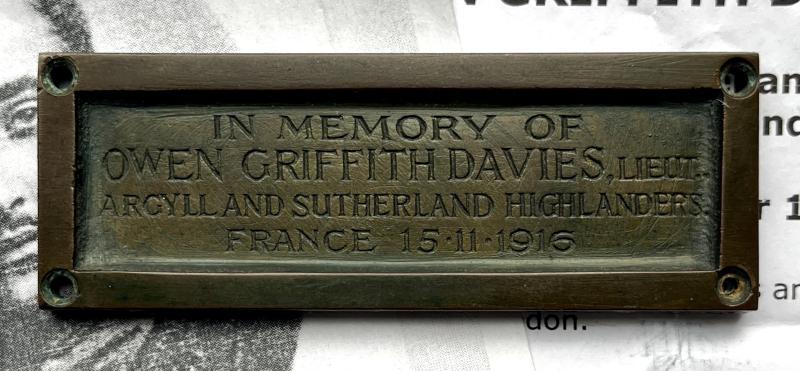 IN MEMORY OF
OWEN GRIFFITH DAVIES, LIEUT.
ARGYLL AND SUTHERLAND HIGHLANDERS.
FRANCE 15·11·1916
don.